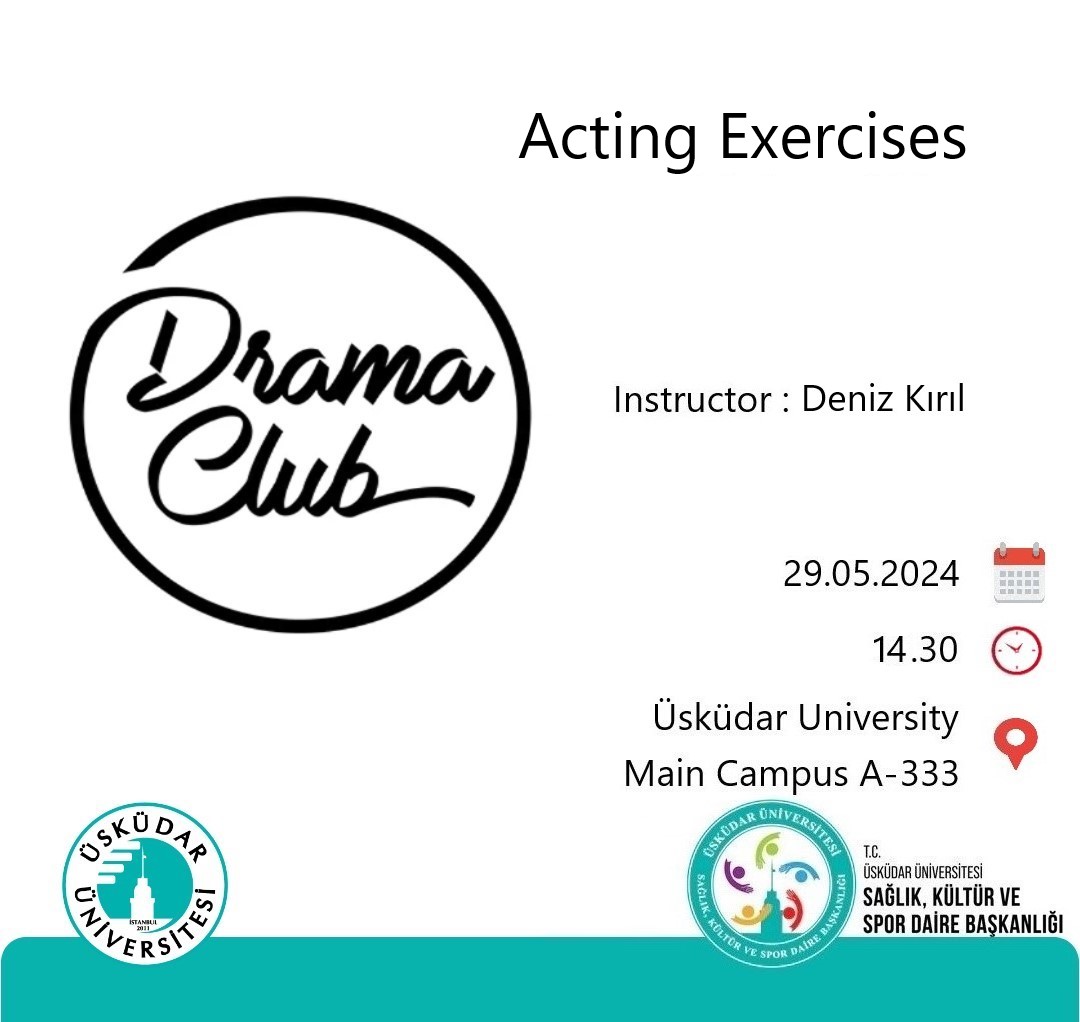 Acting Exercises
Drama
Club
Instructor : Deniz Kırıl
29.05.2024
14.30
Üsküdar University
Main Campus A-333
ÜSKÜDAR
ÜNİVERSİTESİ
İSTANBUL
2011
ÜSKÜDAR ÜNİVERSİTESİ
SAĞLIK, KÜLTÜR VE SPOR DAİRE BAŞKANLIĞI
T.C.
ÜSKÜDAR ÜNİVERSİTESİ
SAĞLIK, KÜLTÜR VE
SPOR DAİRE BAŞKANLIĞI